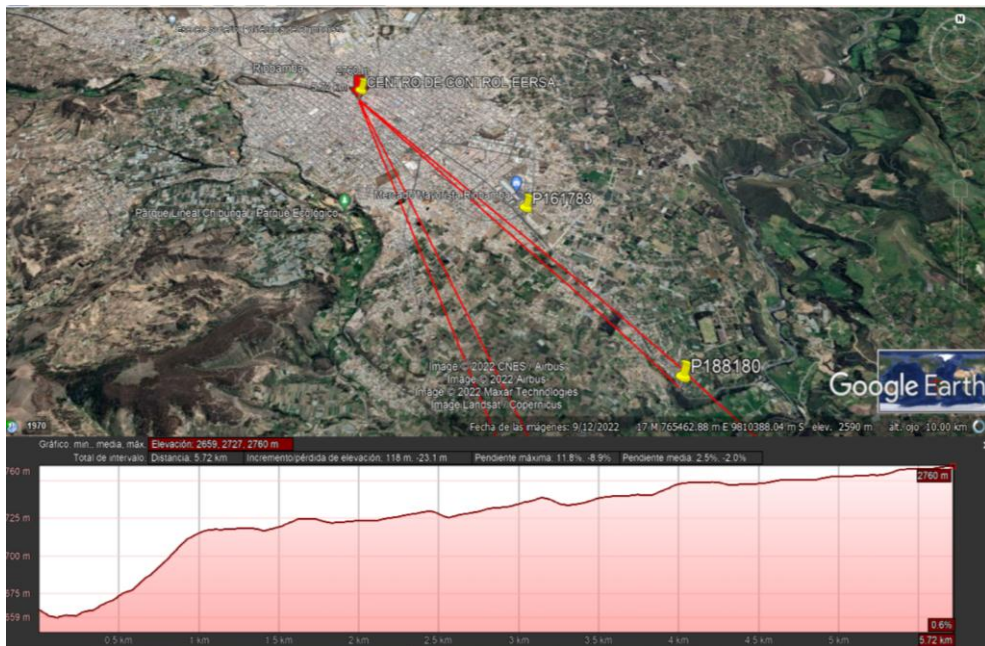 N
Riobamba
CENTRO DE CONTROL EERSA
P161783
Parque Lineal Chibunga, Parque Ecológico
P188180
Image © 2022 CNES / Airbus
Image © 2022 Airbus
Image © 2022 Maxar Technologies
Image Landsat / Copernicus
Google Earth
1970
Fecha de las imágenes: 9/12/2022 17 M 765462.88 m E 9810388.04 m S elev. 2590 m alt. ojo 10.00 km
Gráfico: min., media, máx. Elevación: 2659, 2727, 2760 m
Total de intervalo: Distancia: 5.72 km Incremento/pérdida de elevación: 118 m, -23.1 m Pendiente máxima: 11.8%, -8.9% Pendiente media: 2.5%, -2.0%
760 m
2760 m
725 m
700 m
675 m
659 m
0.6%
0.5 km 1 km 1.5 km 2 km 2.5 km 3 km 3.5 km 4 km 4.5 km 5 km 5.72 km